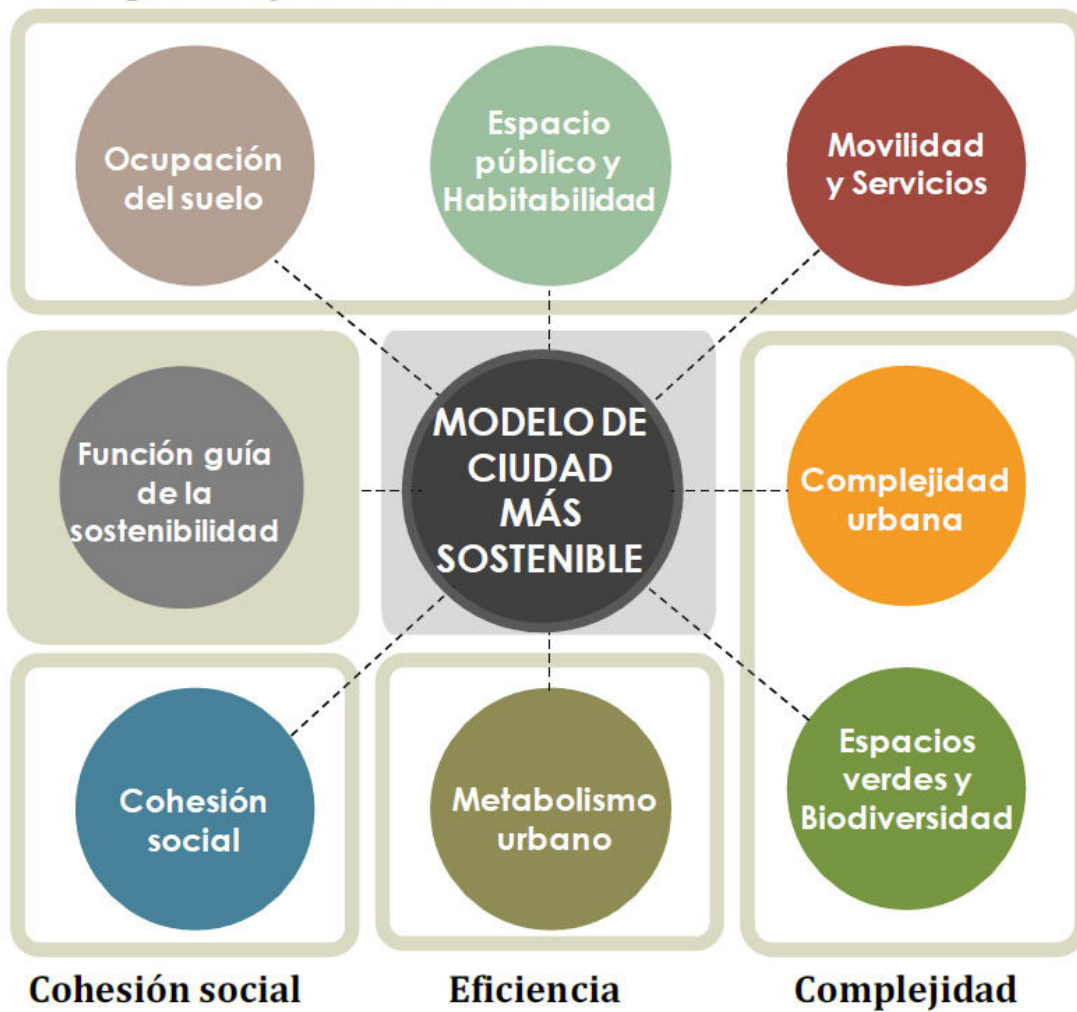 Ocupación
del suelo
Espacio
público y
Habitabilidad
Movilidad
y Servicios
Función guía
de la
sostenibilidad
MODELO DE
CIUDAD
MÁS
SOSTENIBLE
Complejidad
urbana
Cohesión
social
Metabolismo
urbano
Espacios
verdes y
Biodiversidad
Cohesión social
Eficiencia
Complejidad